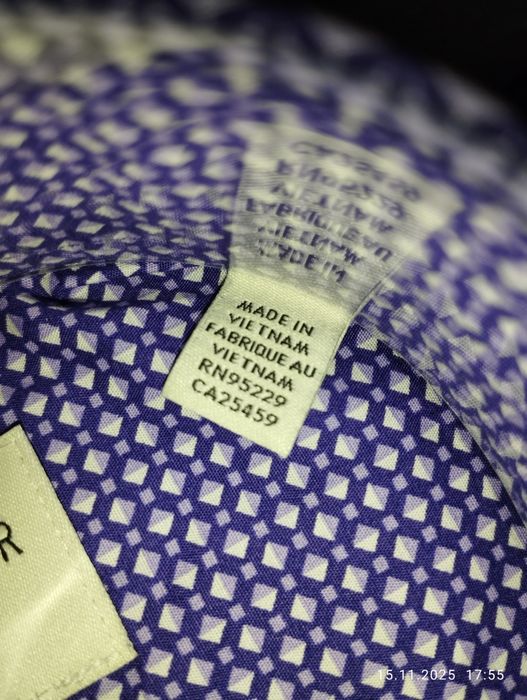 MADE IN
VIETNAM
FABRIQUE AU
VIETNAM
RN95229
CA25459
R
15.11.2025 17:55